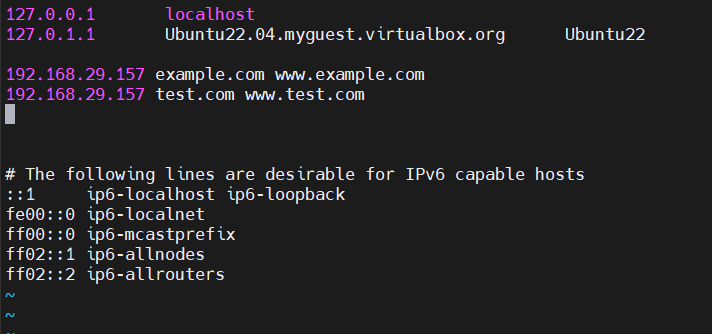 127.0.0.1 localhost
127.0.1.1 Ubuntu22.04.myguest.virtualbox.org Ubuntu22
192.168.29.157 example.com www.example.com
192.168.29.157 test.com www.test.com
# The following lines are desirable for IPv6 capable hosts
::1 ip6-localhost ip6-loopback
fe00::0 ip6-localnet
ff00::0 ip6-mcastprefix
ff02::1 ip6-allnodes
ff02::2 ip6-allrouters
~
~
~